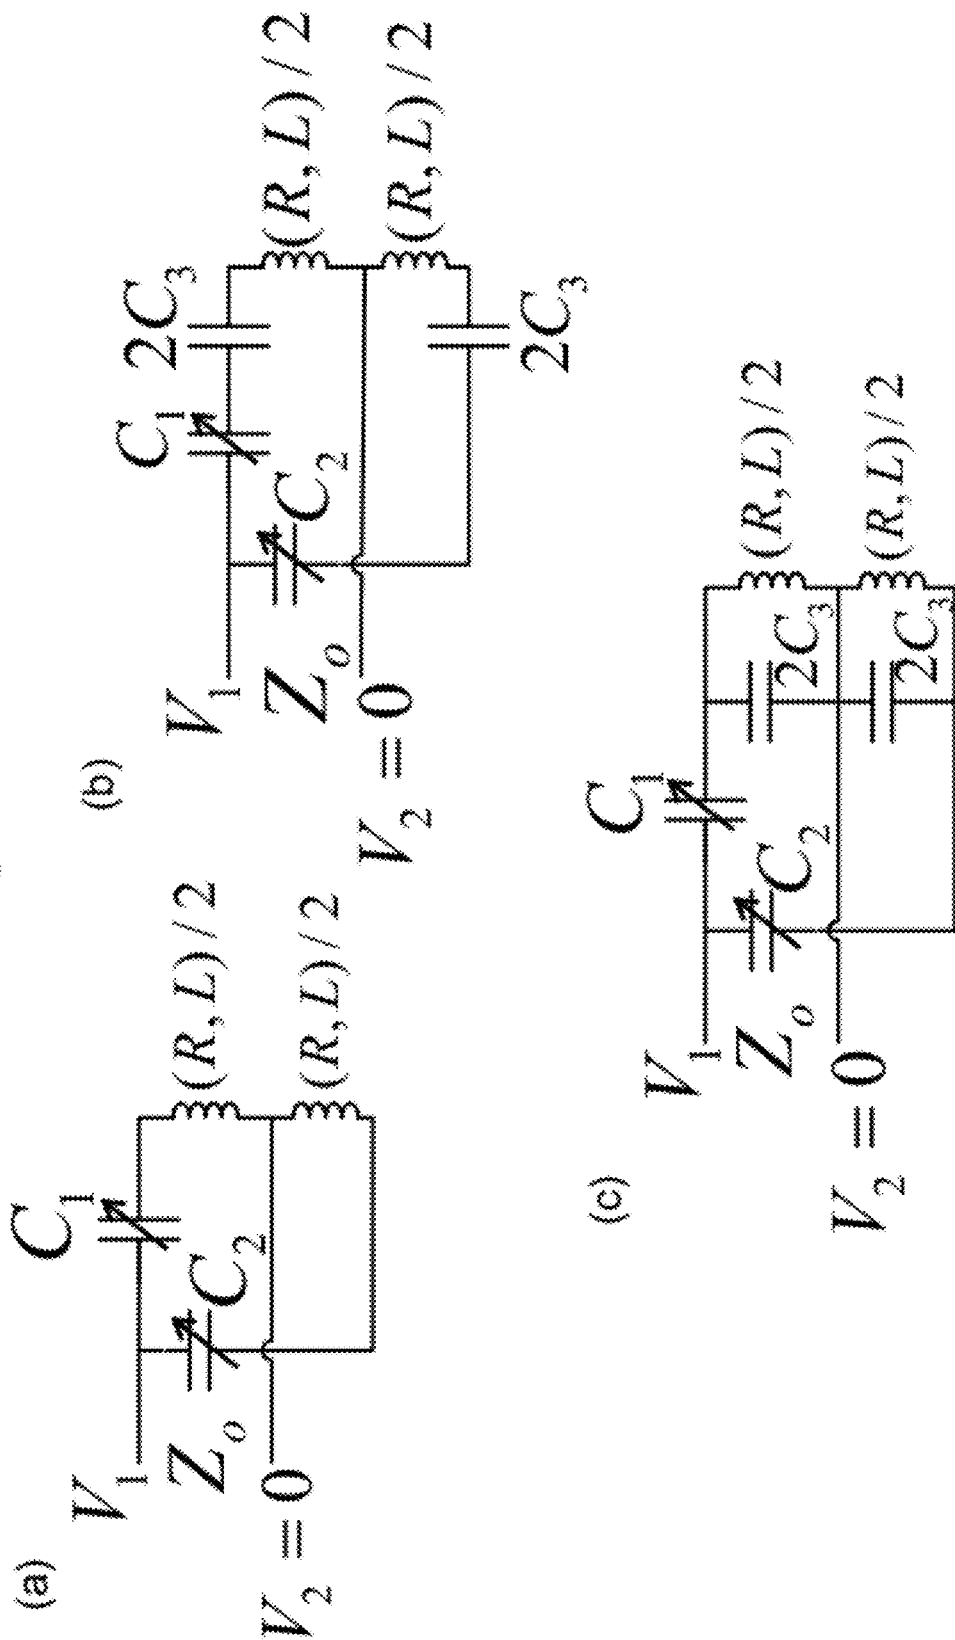 (a)
V₁
Zₒ
V₂ = 0
C₁
C₂
(R, L) / 2
(R, L) / 2
(b)
V₁
Zₒ
V₂ = 0
C₁
C₂
2C₃
2C₃
(R, L) / 2
(R, L) / 2
(c)
V₁
Zₒ
V₂ = 0
C₁
C₂
2C₃
2C₃
(R, L) / 2
(R, L) / 2